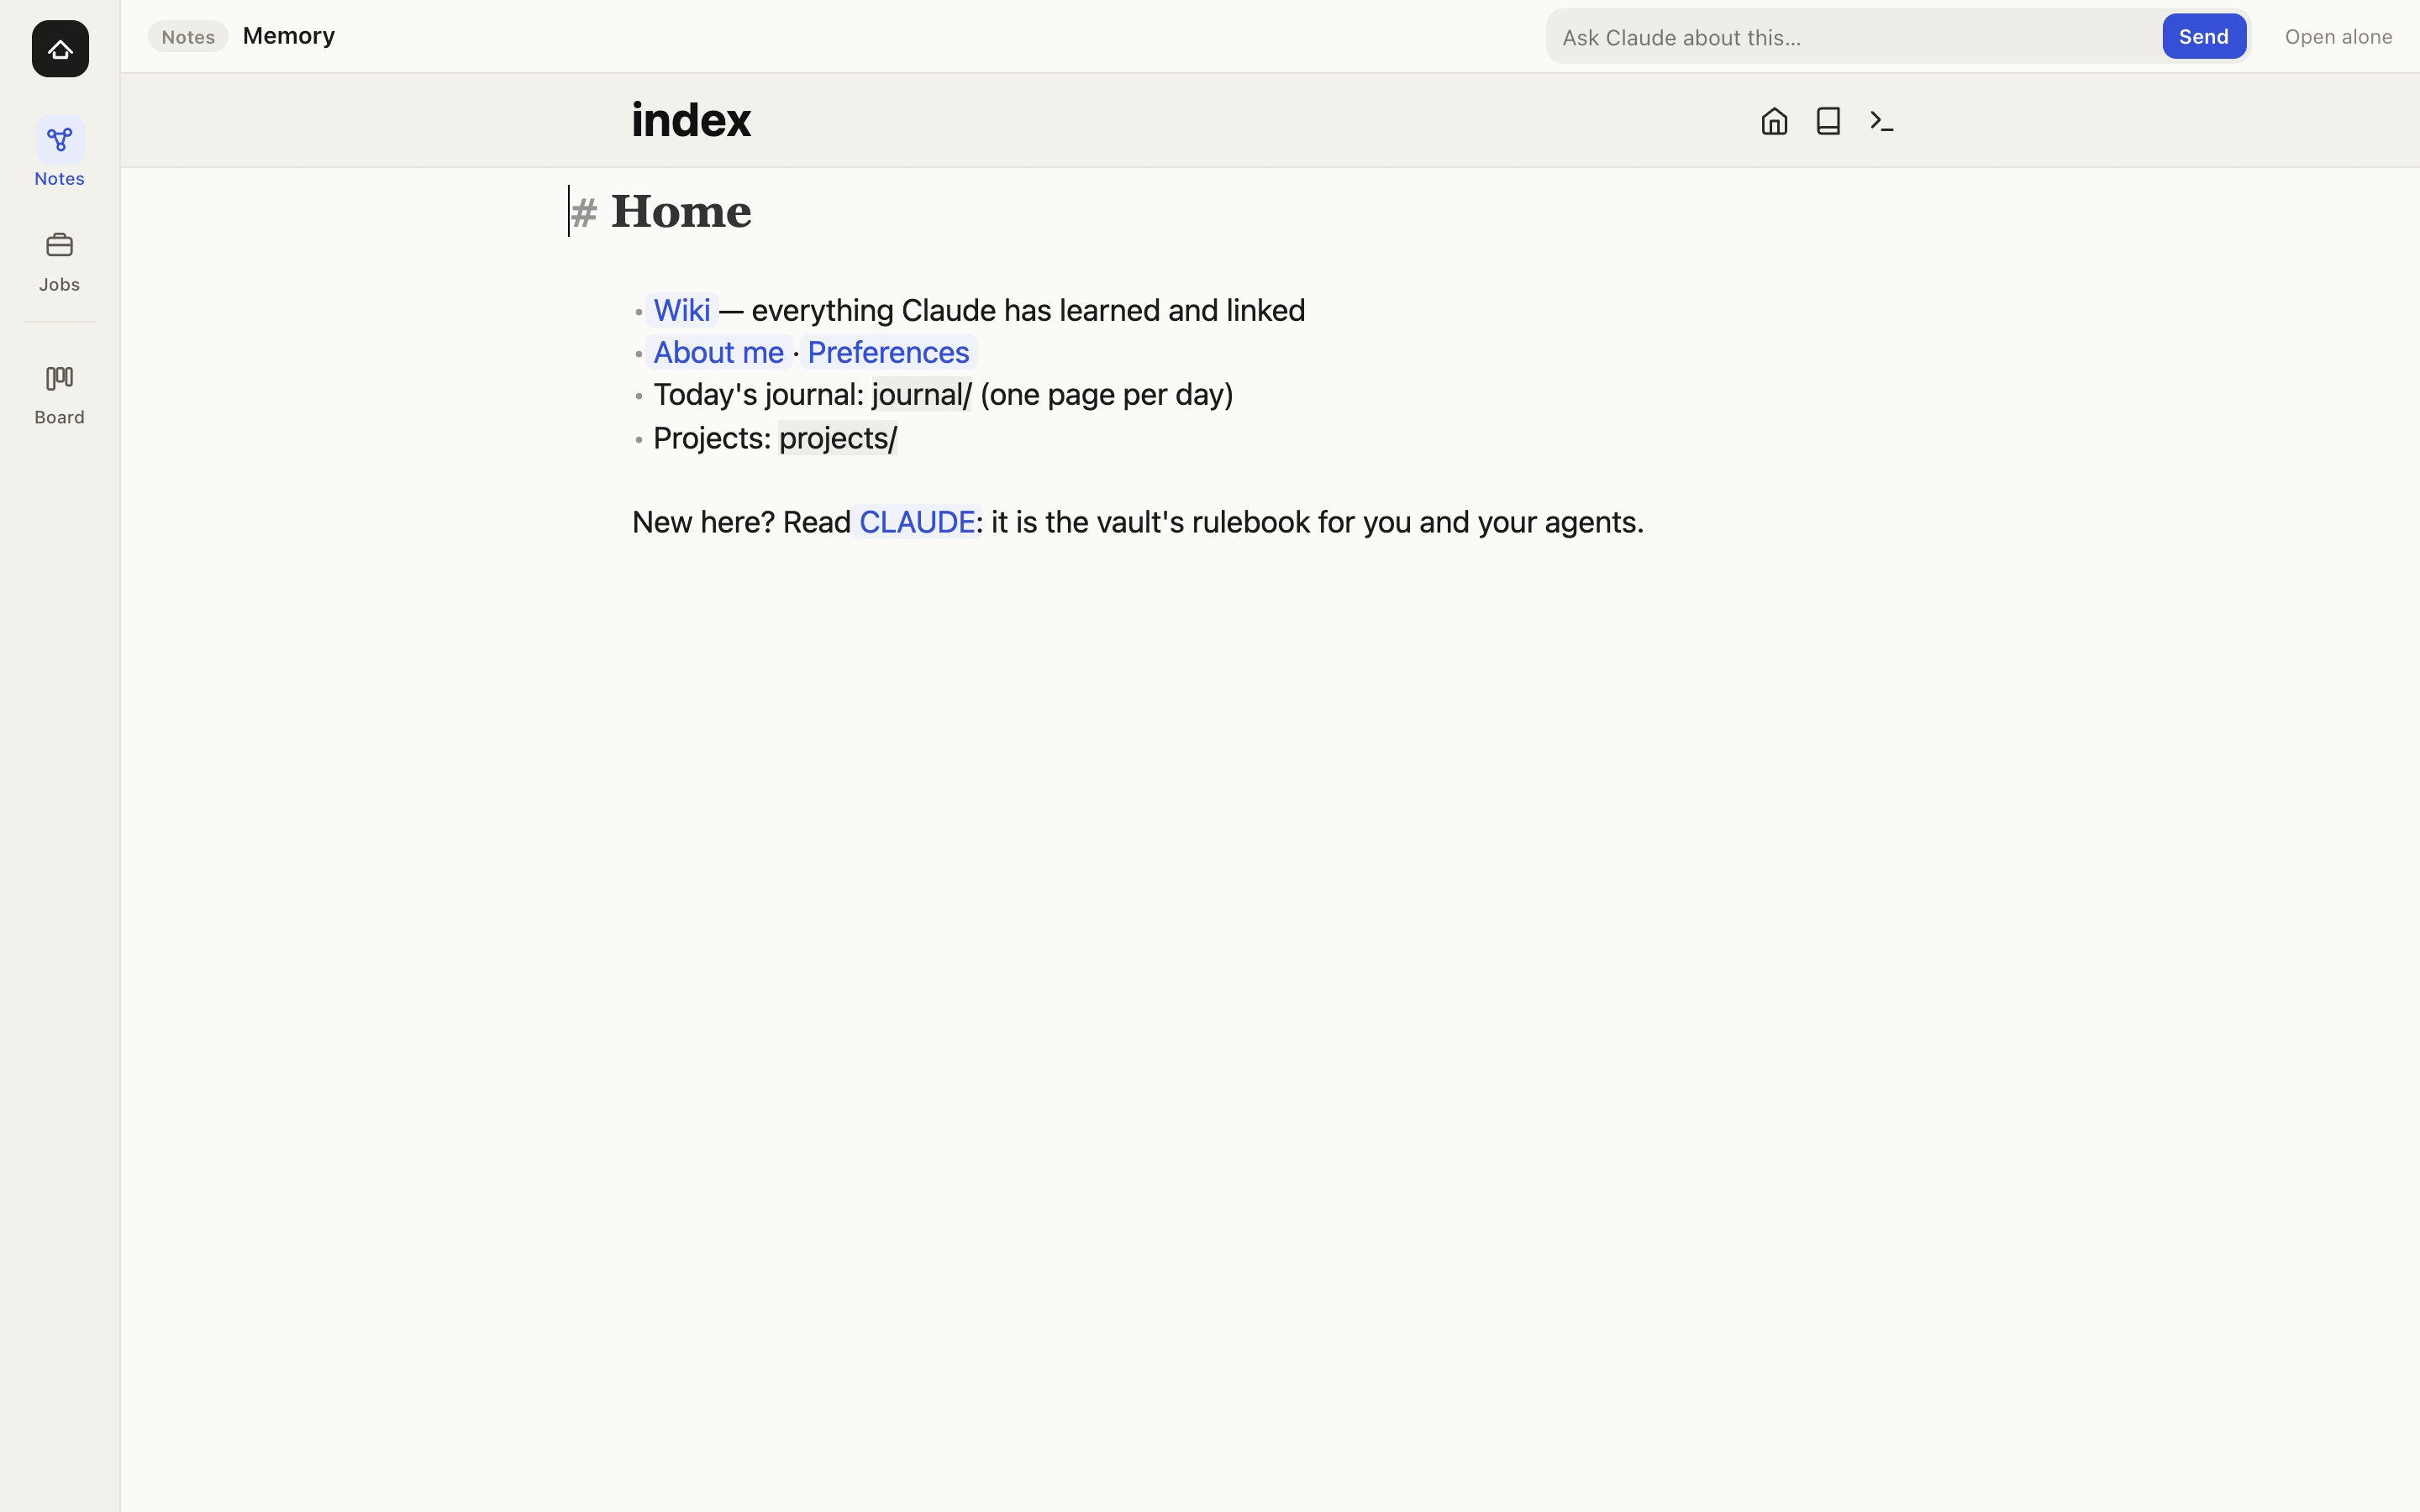 Notes Memory Ask Claude about this... Send Open alone
Notes
Jobs
Board
index
# Home
• Wiki — everything Claude has learned and linked
• About me · Preferences
• Today's journal: journal/ (one page per day)
• Projects: projects/
New here? Read CLAUDE: it is the vault's rulebook for you and your agents.